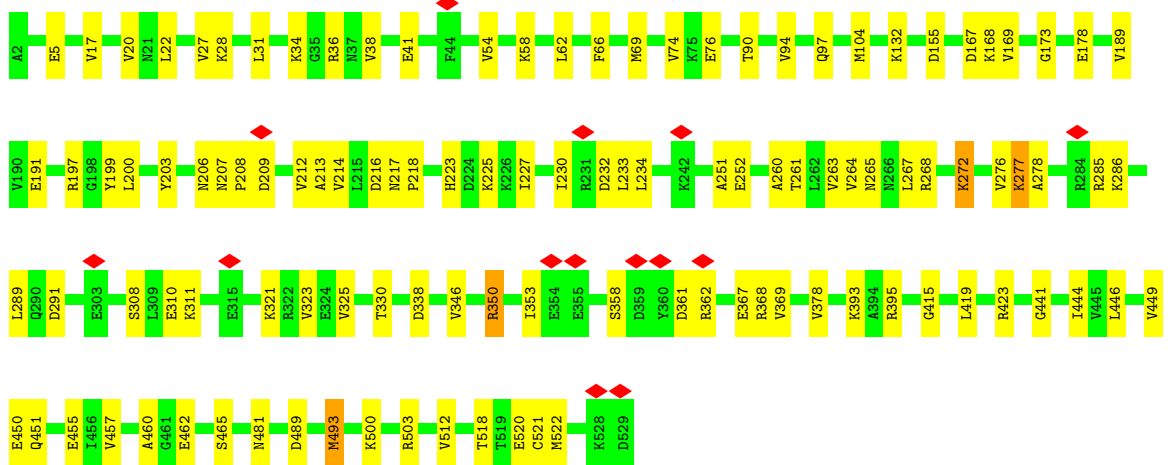 A2 E5 V17 V20 N21 L22 V27 K28 L31 K34 G35 R36 N37 V38 E41 F44 V54 K58 L62 F66 M69 V74 K75 E76 T90 V94 Q97 M104 K132 D155 D167 K168 V169 G173 E178 V189
V190 E191 R197 G198 Y199 L200 Y203 N206 N207 P208 D209 V212 A213 V214 L215 D216 N217 P218 H223 D224 K225 K226 I227 I230 R231 D232 L233 L234 K242 A251 E252 A260 T261 L262 V263 V264 N265 N266 L267 R268 K272 V276 K277 A278 R284 R285 K286
L289 Q290 D291 E303 S308 L309 E310 K311 E315 K321 R322 V323 E324 V325 T330 D338 V346 R350 I353 E354 E355 S358 D359 Y360 D361 R362 E367 R368 V369 V378 K393 A394 R395 G415 L419 R423 G441 I444 V445 L446 V449
E450 Q451 E455 I456 V457 A460 G461 E462 S465 N481 D489 M493 K500 R503 V512 T518 T519 E520 C521 M522 K528 D529